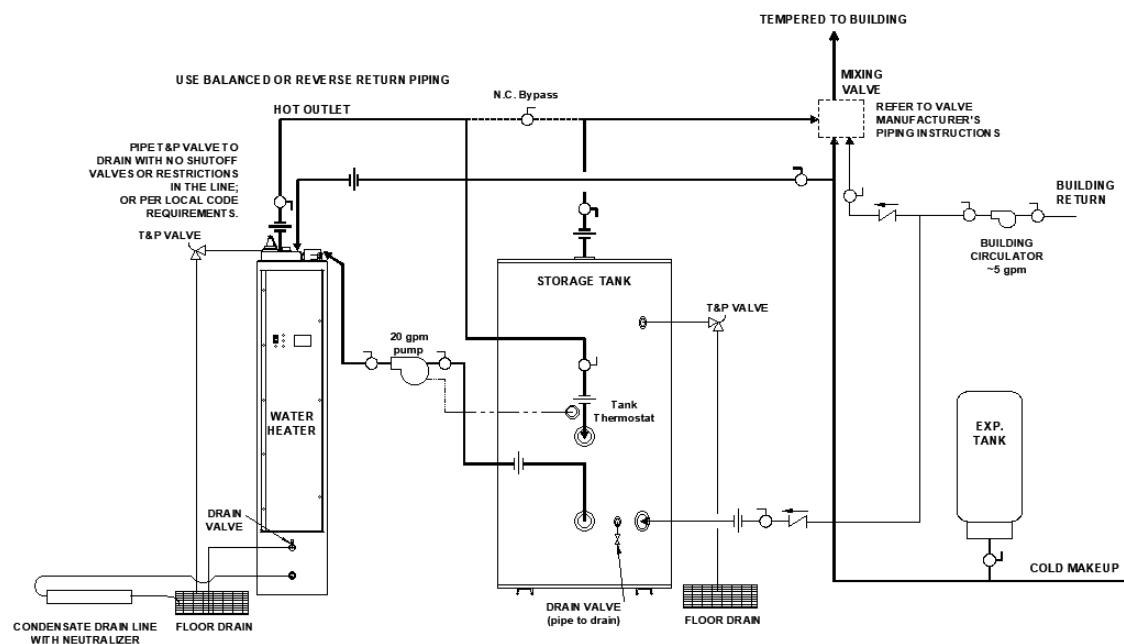 TEMPERED TO BUILDING
USE BALANCED OR REVERSE RETURN PIPING
N.C. Bypass
MIXING
VALVE
HOT OUTLET
REFER TO VALVE
MANUFACTURER'S
PIPING INSTRUCTIONS
PIPE T&P VALVE TO
DRAIN WITH NO SHUTOFF
VALVES OR RESTRICTIONS
IN THE LINE;
OR PER LOCAL CODE
REQUIREMENTS.
BUILDING
RETURN
T&P VALVE
BUILDING
CIRCULATOR
~5 gpm
STORAGE TANK
T&P VALVE
20 gpm
pump
Tank
Thermostat
WATER
HEATER
EXP.
TANK
DRAIN
VALVE
COLD MAKEUP
DRAIN VALVE
(pipe to drain)
FLOOR DRAIN
FLOOR DRAIN
CONDENSATE DRAIN LINE
WITH NEUTRALIZER